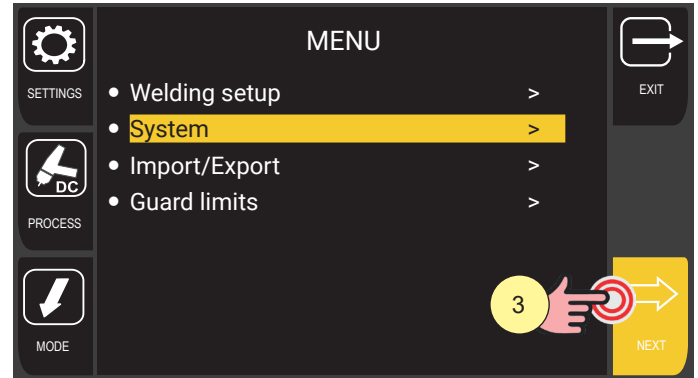 MENU
SETTINGS
EXIT
• Welding setup >
• System >
• Import/Export >
• Guard limits >
DC
PROCESS
3
MODE
NEXT